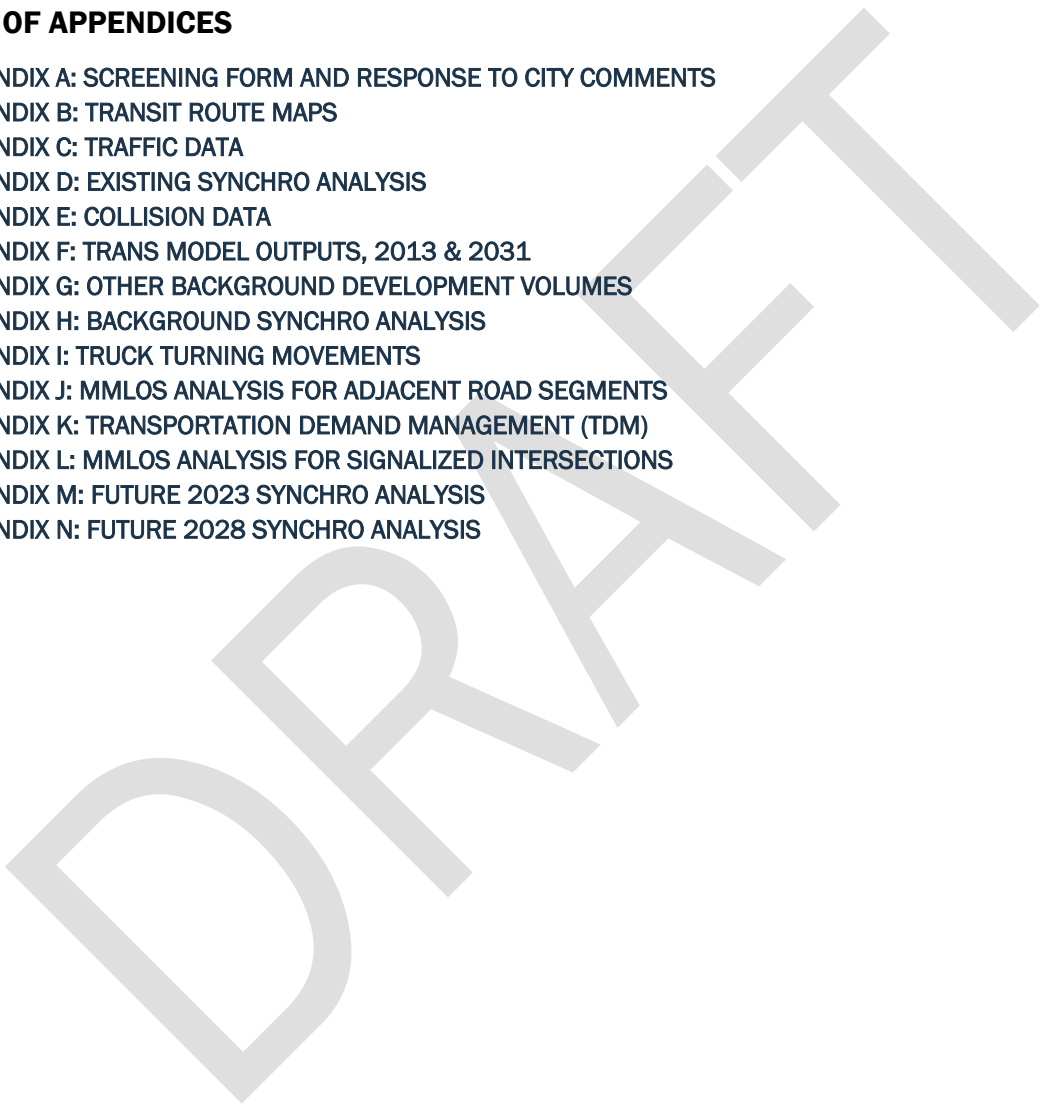 OF APPENDICES
NDIX A: SCREENING FORM AND RESPONSE TO CITY COMMENTS
NDIX B: TRANSIT ROUTE MAPS
NDIX C: TRAFFIC DATA
NDIX D: EXISTING SYNCHRO ANALYSIS
NDIX E: COLLISION DATA
NDIX F: TRANS MODEL OUTPUTS, 2013 & 2031
NDIX G: OTHER BACKGROUND DEVELOPMENT VOLUMES
NDIX H: BACKGROUND SYNCHRO ANALYSIS
NDIX I: TRUCK TURNING MOVEMENTS
NDIX J: MMLOS ANALYSIS FOR ADJACENT ROAD SEGMENTS
NDIX K: TRANSPORTATION DEMAND MANAGEMENT (TDM)
NDIX L: MMLOS ANALYSIS FOR SIGNALIZED INTERSECTIONS
NDIX M: FUTURE 2023 SYNCHRO ANALYSIS
NDIX N: FUTURE 2028 SYNCHRO ANALYSIS
DRAFT